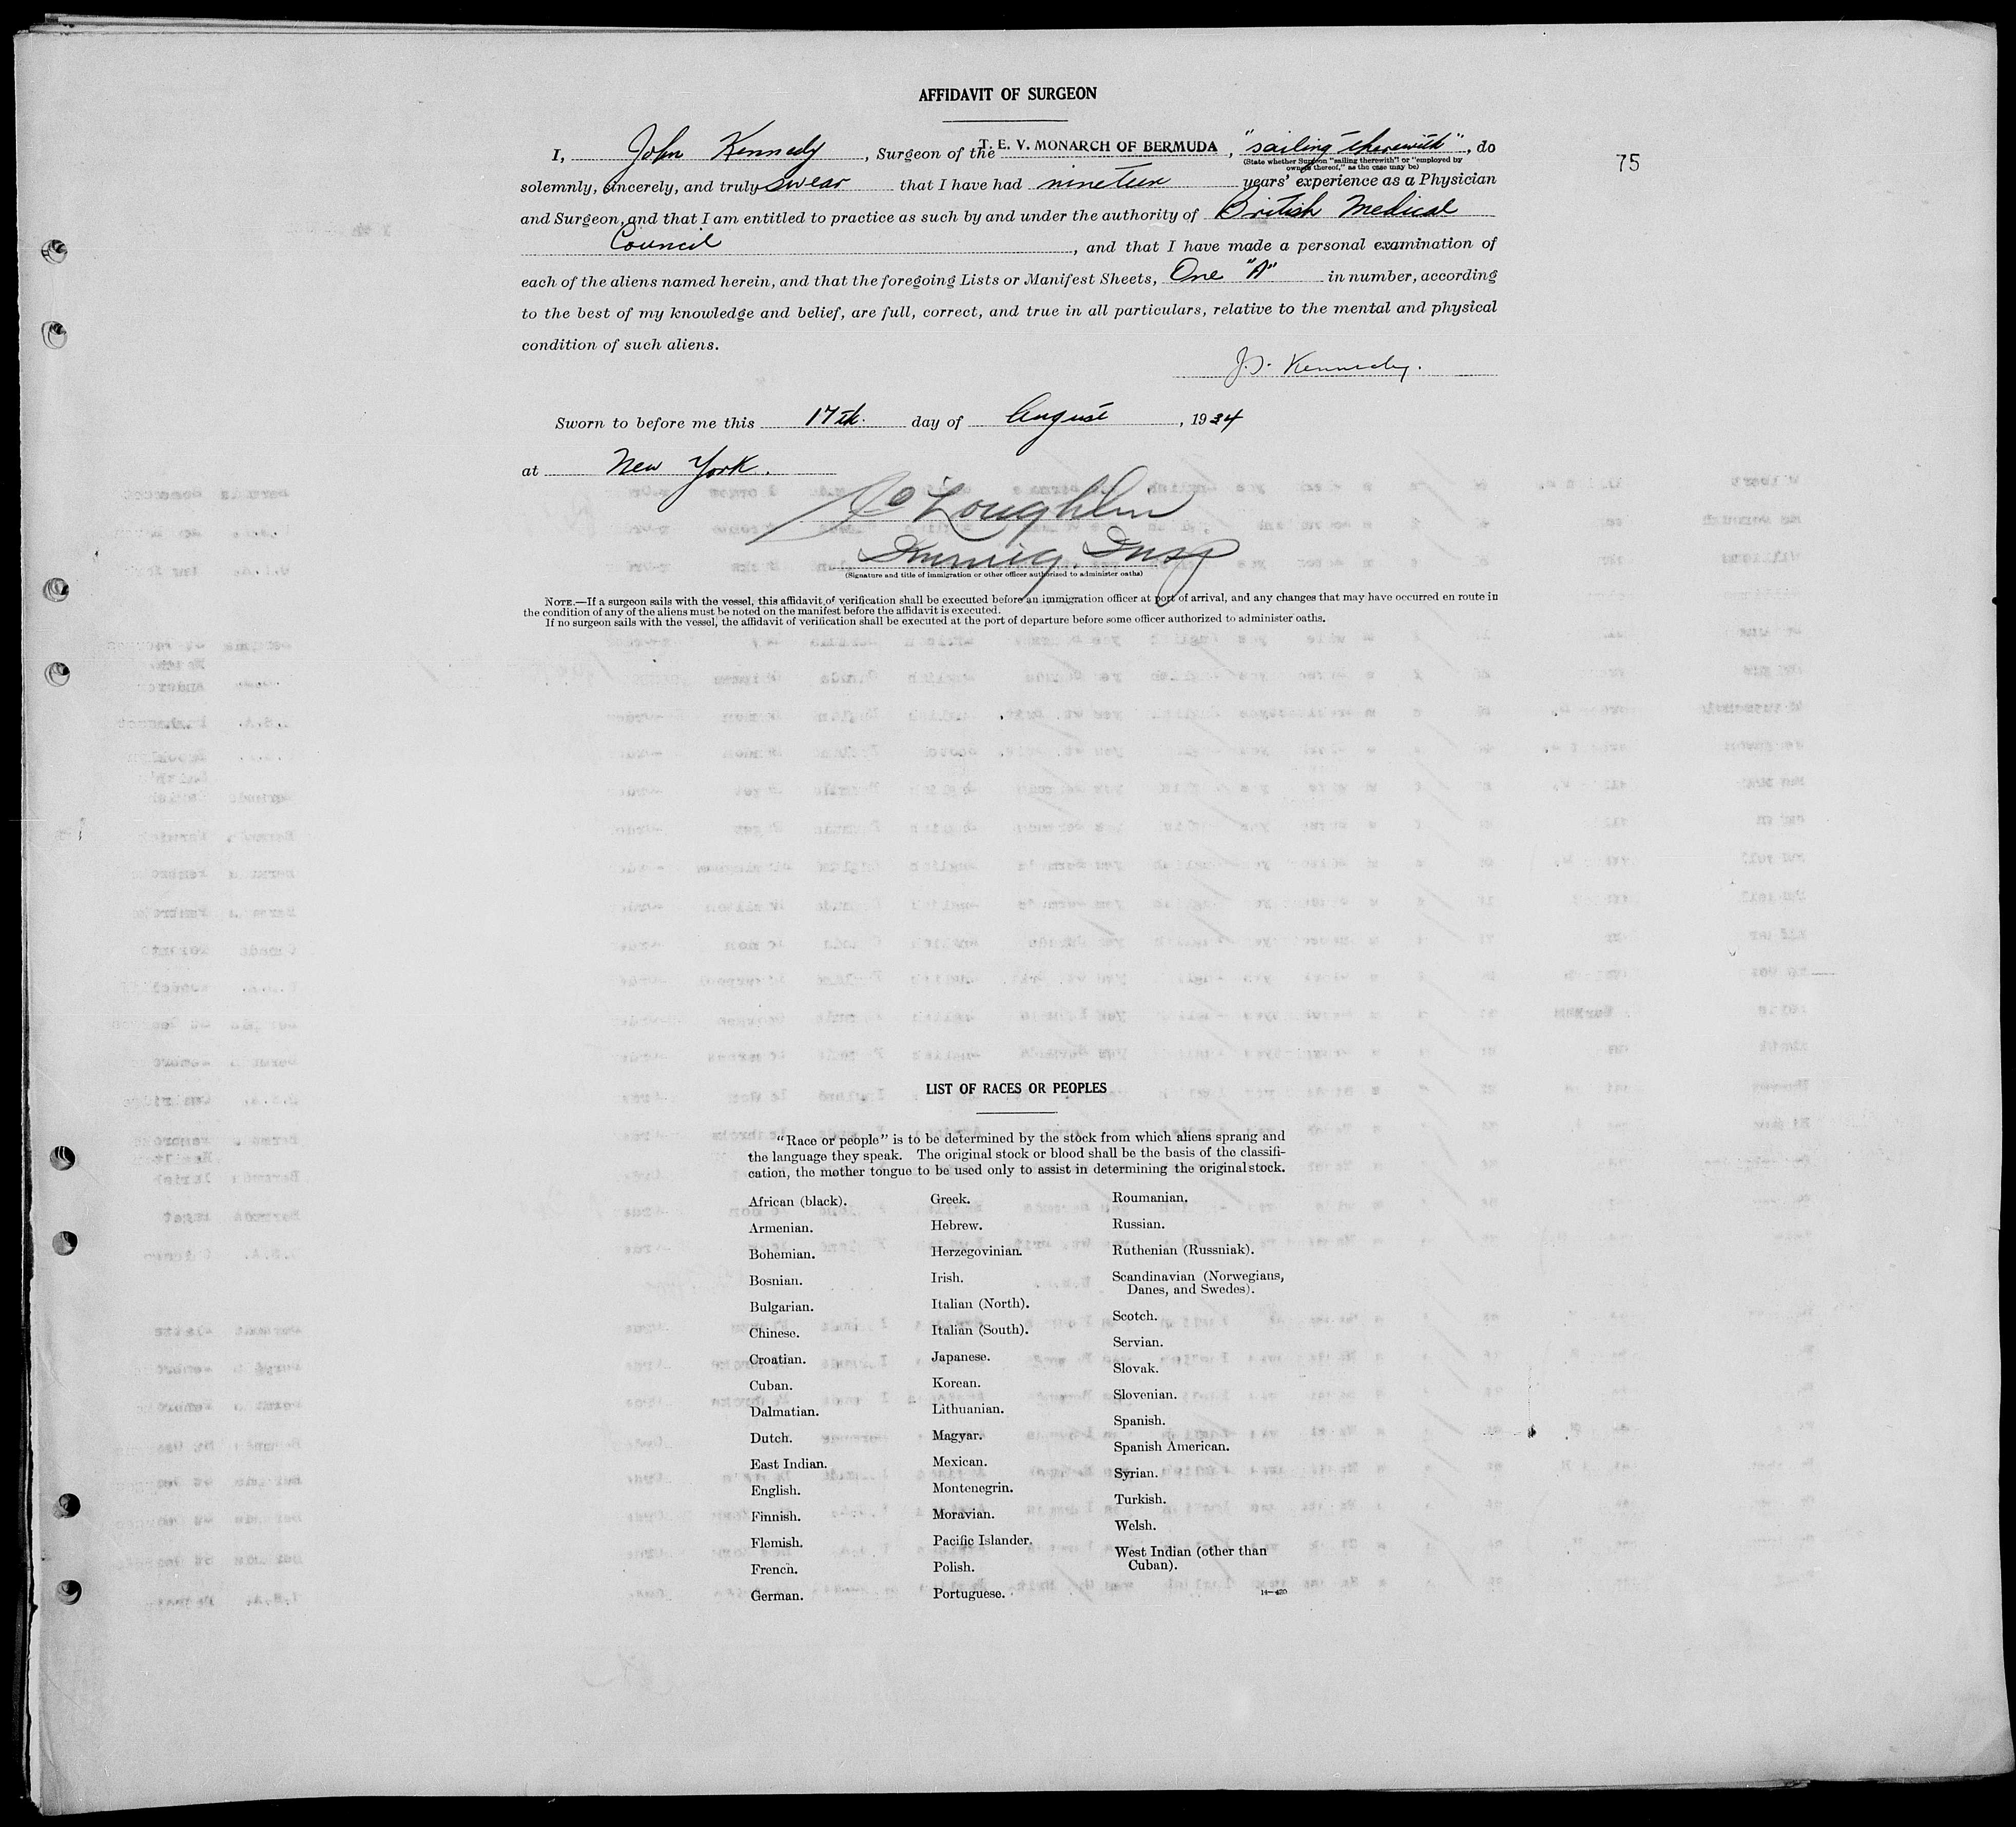 AFFIDAVIT OF SURGEON
75
I, John Kennedy, Surgeon of the T. E. V. MONARCH OF BERMUDA, "sailing therewith", do
(State whether Surgeon "sailing therewith" or "employed by
owners thereof," as the case may be)
solemnly, sincerely, and truly swear that I have had nineteen years' experience as a Physician
and Surgeon, and that I am entitled to practice as such by and under the authority of British Medical
Council, and that I have made a personal examination of
each of the aliens named herein, and that the foregoing Lists or Manifest Sheets, One "A" in number, according
to the best of my knowledge and belief, are full, correct, and true in all particulars, relative to the mental and physical
condition of such aliens.
J. Kennedy.
Sworn to before me this 17th. day of August, 1934
at New York.
Loughlin
Immig. Insp
(Signature and title of immigration or other officer authorized to administer oaths)
NOTE.—If a surgeon sails with the vessel, this affidavit of verification shall be executed before an immigration officer at port of arrival, and any changes that may have occurred en route in
the condition of any of the aliens must be noted on the manifest before the affidavit is executed.
If no surgeon sails with the vessel, the affidavit of verification shall be executed at the port of departure before some officer authorized to administer oaths.
LIST OF RACES OR PEOPLES
"Race or people" is to be determined by the stock from which aliens sprang and
the language they speak. The original stock or blood shall be the basis of the classifi-
cation, the mother tongue to be used only to assist in determining the original stock.
African (black).
Armenian.
Bohemian.
Bosnian.
Bulgarian.
Chinese.
Croatian.
Cuban.
Dalmatian.
Dutch.
East Indian.
English.
Finnish.
Flemish.
French.
German.
Greek.
Hebrew.
Herzegovinian.
Irish.
Italian (North).
Italian (South).
Japanese.
Korean.
Lithuanian.
Magyar.
Mexican.
Montenegrin.
Moravian.
Pacific Islander.
Polish.
Portuguese.
Roumanian.
Russian.
Ruthenian (Russniak).
Scandinavian (Norwegians,
Danes, and Swedes).
Scotch.
Servian.
Slovak.
Slovenian.
Spanish.
Spanish American.
Syrian.
Turkish.
Welsh.
West Indian (other than
Cuban).
14—420